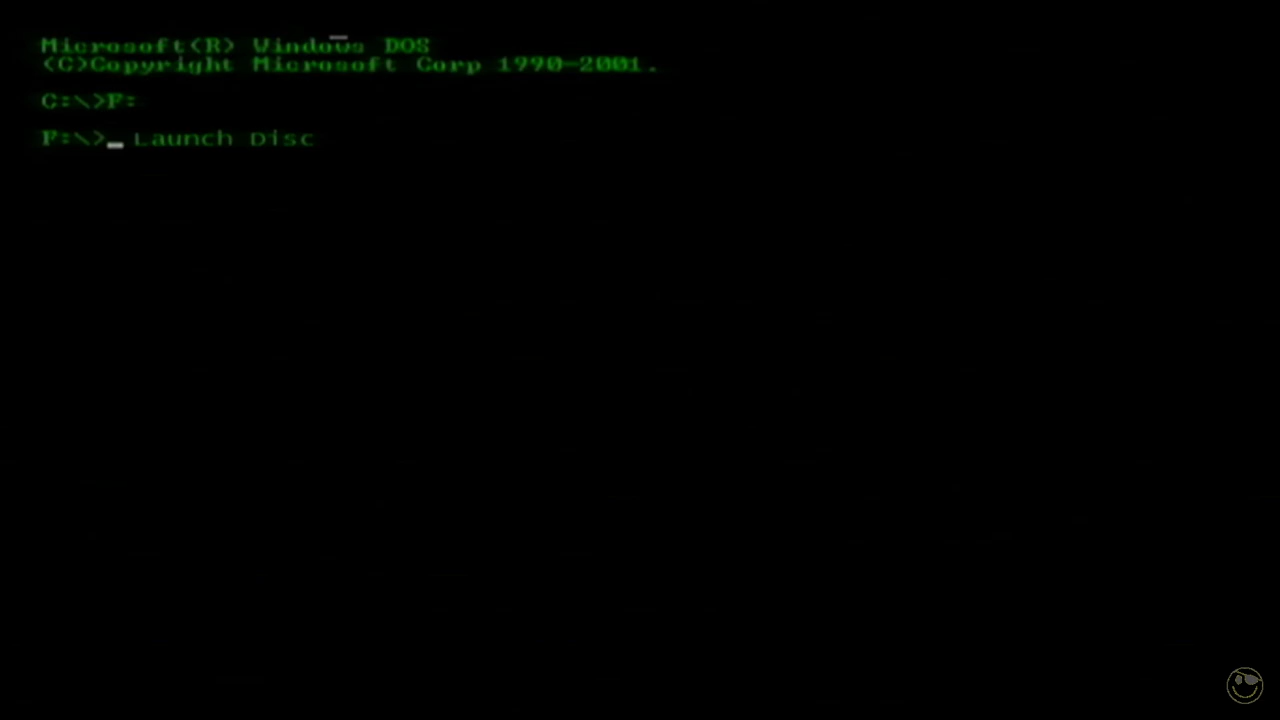 Microsoft(R) Windows DOS
(C)Copyright Microsoft Corp 1990-2001.
C:\>F:
F:\>_ Launch Disc